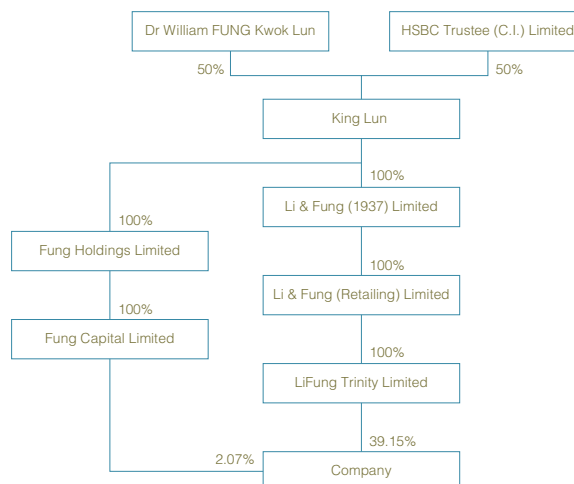 Dr William FUNG Kwok Lun
HSBC Trustee (C.I.) Limited
50%
50%
King Lun
100%
Li & Fung (1937) Limited
100%
Fung Holdings Limited
100%
Li & Fung (Retailing) Limited
100%
Fung Capital Limited
100%
LiFung Trinity Limited
39.15%
2.07%
Company